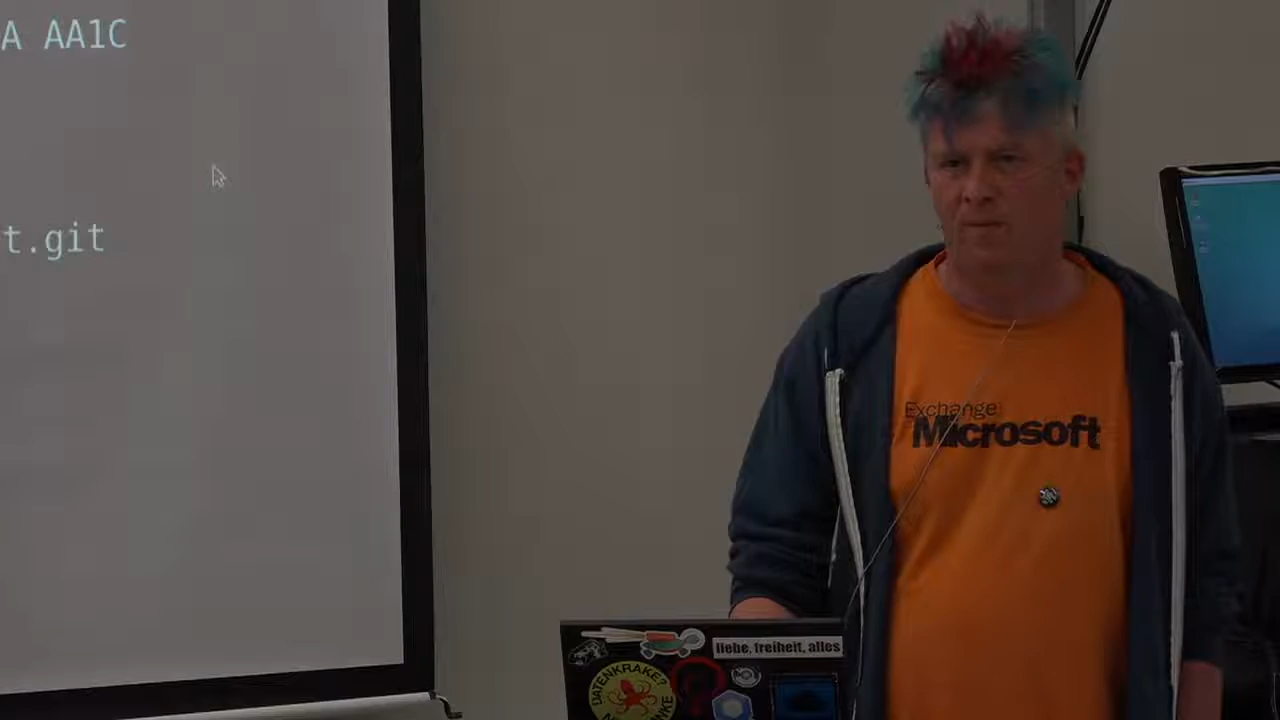 A AA1C
t.git
Exchange
Microsoft
liebe, freiheit, alles
DATENKRAKE?